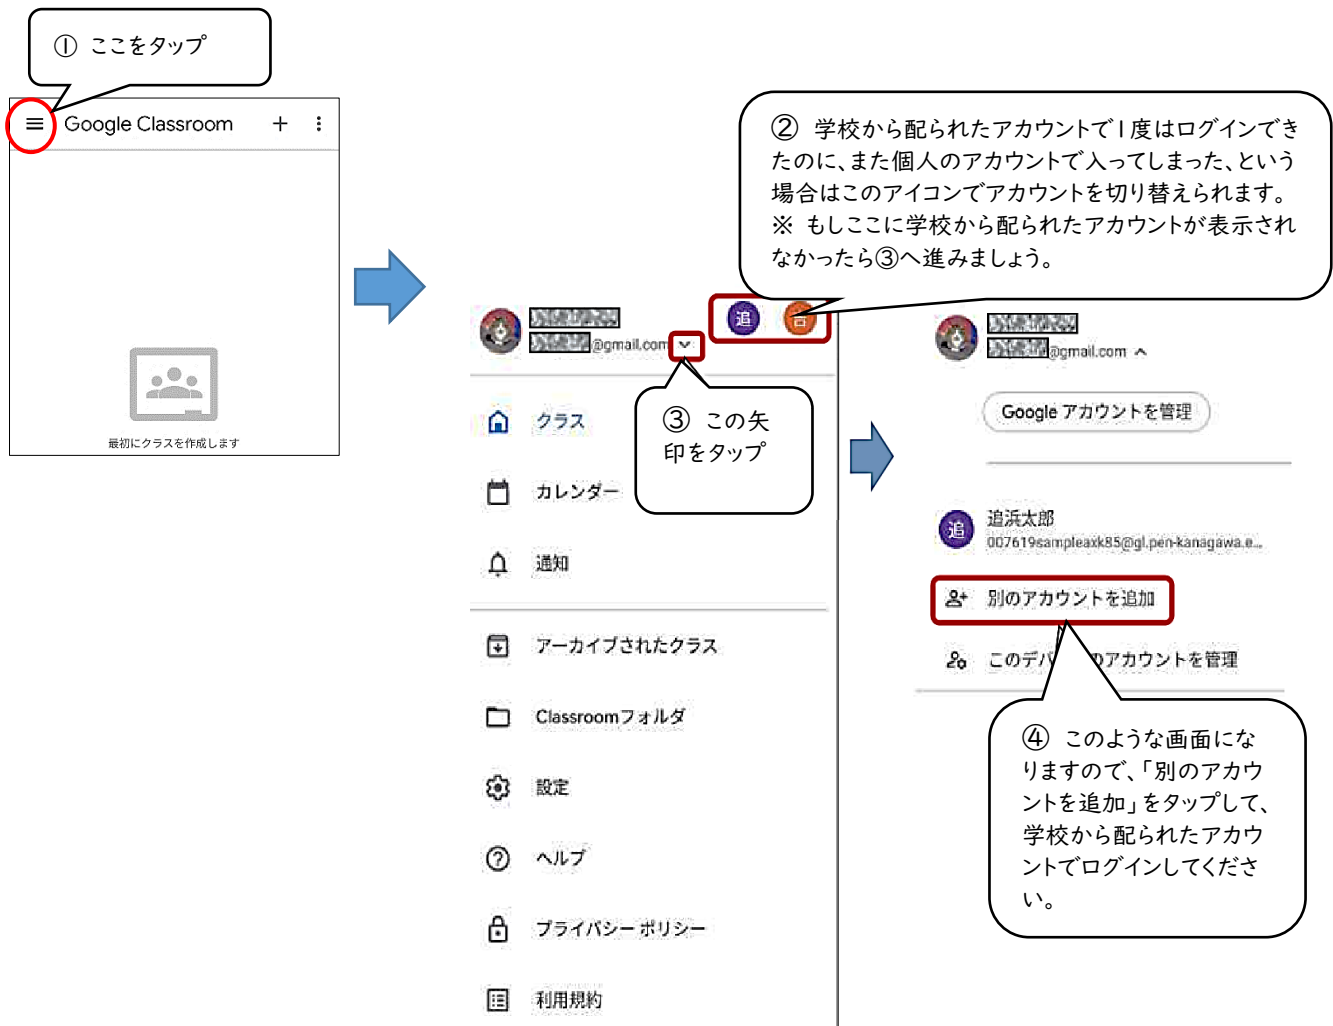 ① ここをタップ
Google Classroom
最初にクラスを作成します
② 学校から配られたアカウントで1度はログインでき
たのに、また個人のアカウントで入ってしまった、という
場合はこのアイコンでアカウントを切り替えられます。
※ もしここに学校から配られたアカウントが表示され
なかったら③へ進みましょう。
追
@gmail.com
③ この矢
印をタップ
クラス
カレンダー
通知
アーカイブされたクラス
Classroomフォルダ
設定
ヘルプ
プライバシー ポリシー
利用規約
@gmail.com
Google アカウントを管理
追
追浜太郎
007619sampleaxk85@gl.pen-kanagawa.e...
別のアカウントを追加
このデバ のアカウントを管理
④ このような画面にな
りますので、「別のアカウ
ントを追加」をタップして、
学校から配られたアカウ
ントでログインしてくださ
い。